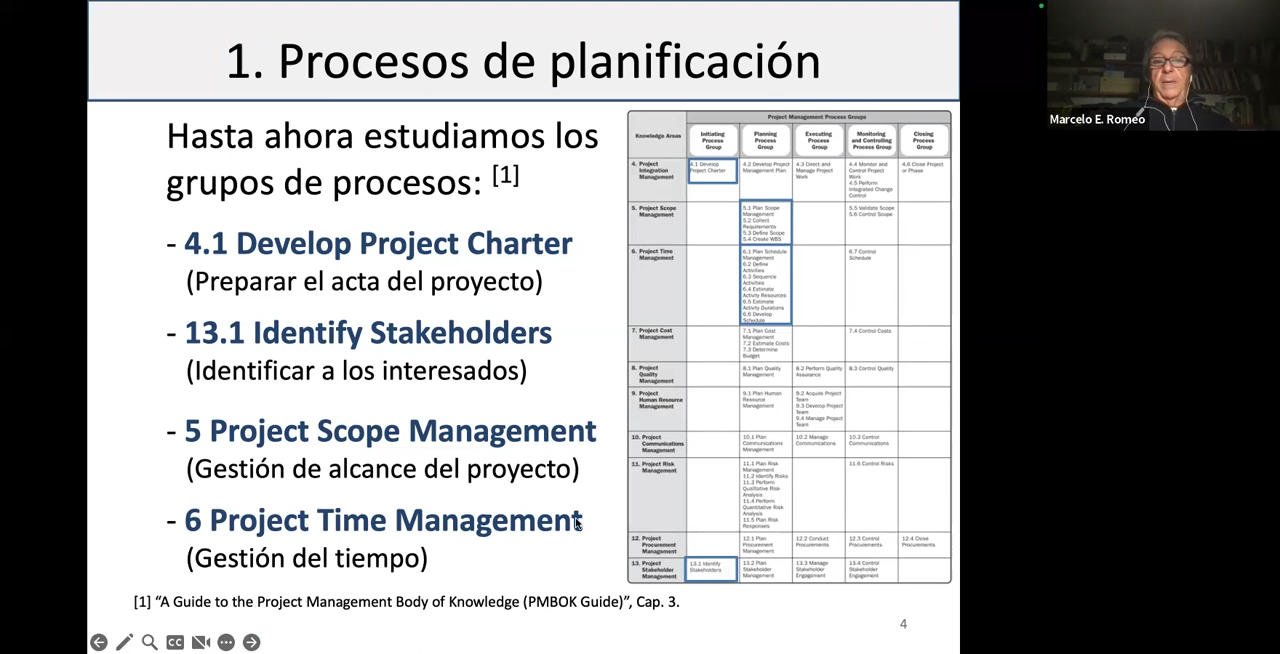 1. Procesos de planificación
Hasta ahora estudiamos los
grupos de procesos: [1]
- 4.1 Develop Project Charter
(Preparar el acta del proyecto)
- 13.1 Identify Stakeholders
(Identificar a los interesados)
- 5 Project Scope Management
(Gestión de alcance del proyecto)
- 6 Project Time Management
(Gestión del tiempo)
[1] “A Guide to the Project Management Body of Knowledge (PMBOK Guide)”, Cap. 3.
4
Project Management Process Groups
Knowledge Areas
Initiating
Process
Group
Planning
Process
Group
Executing
Process
Group
Monitoring
and Controlling
Process Group
Closing
Process
Group
4. Project
Integration
Management
4.1 Develop
Project Charter
4.2 Develop Project
Management Plan
4.3 Direct and
Manage Project
Work
4.4 Monitor and
Control Project
Work
4.5 Perform
Integrated Change
Control
4.6 Close Project
or Phase
5. Project Scope
Management
5.1 Plan Scope
Management
5.2 Collect
Requirements
5.3 Define Scope
5.4 Create WBS
5.5 Validate Scope
5.6 Control Scope
6. Project Time
Management
6.1 Plan Schedule
Management
6.2 Define
Activities
6.3 Sequence
Activities
6.4 Estimate
Activity Resources
6.5 Estimate
Activity Durations
6.6 Develop
Schedule
6.7 Control
Schedule
7. Project Cost
Management
7.1 Plan Cost
Management
7.2 Estimate Costs
7.3 Determine
Budget
7.4 Control Costs
8. Project
Quality
Management
8.1 Plan Quality
Management
8.2 Perform Quality
Assurance
8.3 Control Quality
9. Project
Human Resource
Management
9.1 Plan Human
Resource
Management
9.2 Acquire Project
Team
9.3 Develop Project
Team
9.4 Manage Project
Team
10. Project
Communications
Management
10.1 Plan
Communications
Management
10.2 Manage
Communications
10.3 Control
Communications
11. Project Risk
Management
11.1 Plan Risk
Management
11.2 Identify Risks
11.3 Perform
Qualitative Risk
Analysis
11.4 Perform
Quantitative Risk
Analysis
11.5 Plan Risk
Responses
11.6 Control Risks
12. Project
Procurement
Management
12.1 Plan
Procurement
Management
12.2 Conduct
Procurements
12.3 Control
Procurements
12.4 Close
Procurements
13. Project
Stakeholder
Management
13.1 Identify
Stakeholders
13.2 Plan
Stakeholder
Management
13.3 Manage
Stakeholder
Engagement
13.4 Control
Stakeholder
Engagement
CC
Marcelo E. Romeo